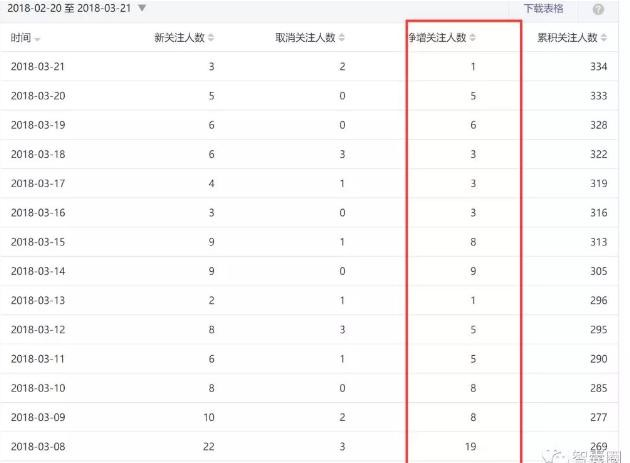 2018-02-20 至 2018-03-21 下载表格 ?
时间 新关注人数 取消关注人数 净增关注人数 累积关注人数
2018-03-21 3 2 1 334
2018-03-20 5 0 5 333
2018-03-19 6 0 6 328
2018-03-18 6 3 3 322
2018-03-17 4 1 3 319
2018-03-16 3 0 3 316
2018-03-15 9 1 8 313
2018-03-14 9 0 9 305
2018-03-13 2 1 1 296
2018-03-12 8 3 5 295
2018-03-11 6 1 5 290
2018-03-10 8 0 8 285
2018-03-09 10 2 8 277
2018-03-08 22 3 19 269
智囊圈